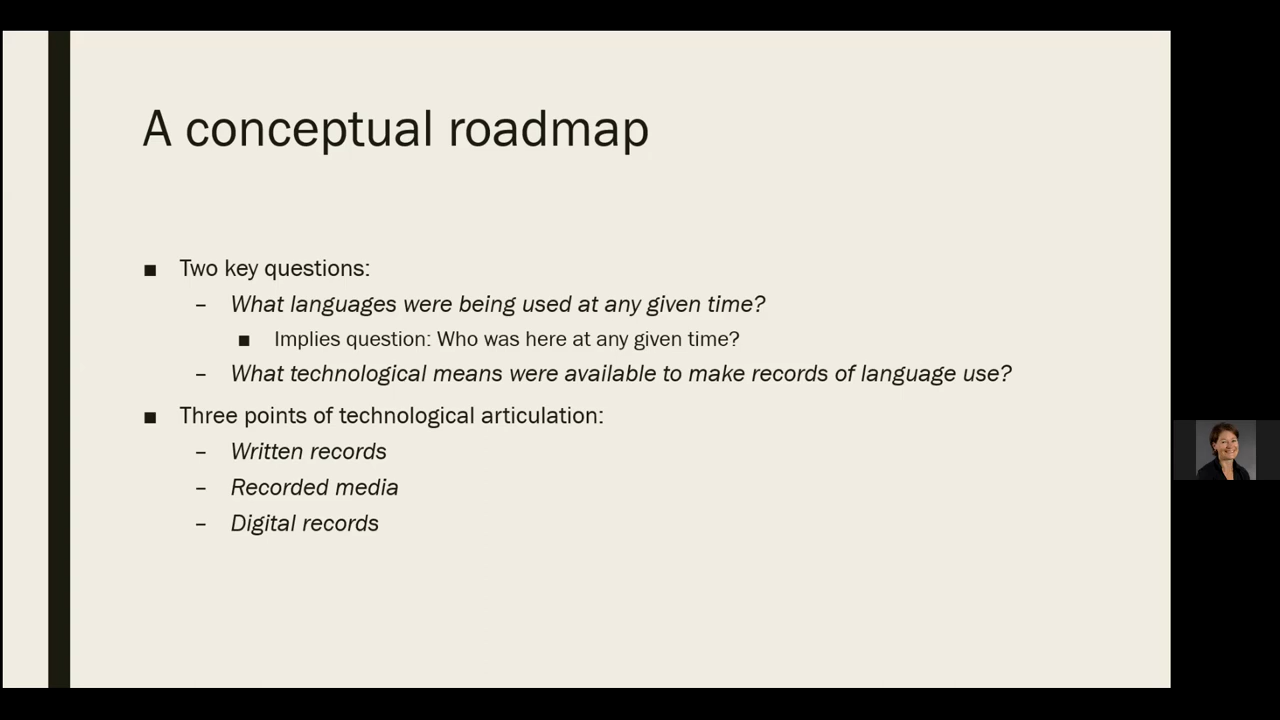 A conceptual roadmap
■ Two key questions:
– What languages were being used at any given time?
■ Implies question: Who was here at any given time?
– What technological means were available to make records of language use?
■ Three points of technological articulation:
– Written records
– Recorded media
– Digital records